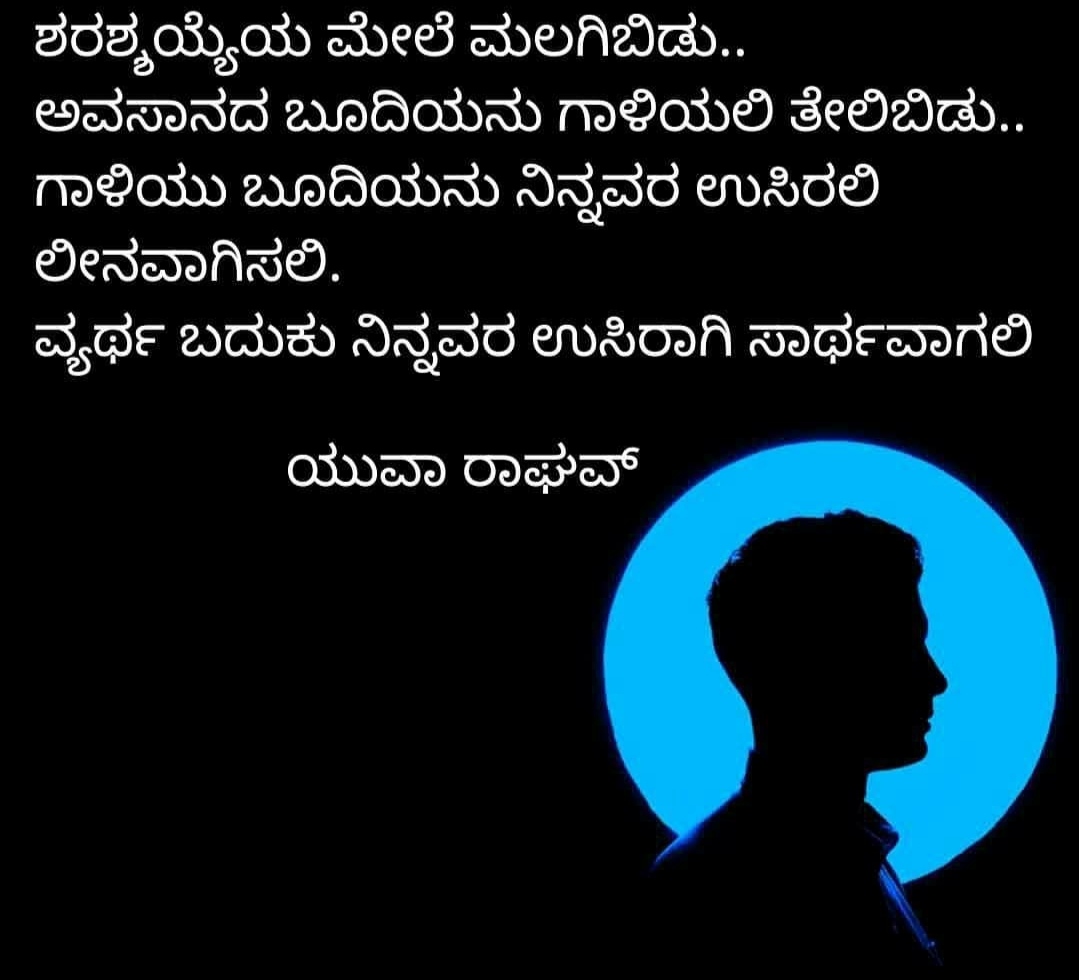 ಶರಶ್ಶಯ್ಯೆಯ ಮೇಲೆ ಮಲಗಿಬಿಡು..
ಅವಸಾನದ ಬೂದಿಯನು ಗಾಳಿಯಲಿ ತೇಲಿಬಿಡು..
ಗಾಳಿಯು ಬೂದಿಯನು ನಿನ್ನವರ ಉಸಿರಲಿ
ಲೀನವಾಗಿಸಲಿ.
ವ್ಯರ್ಥ ಬದುಕು ನಿನ್ನವರ ಉಸಿರಾಗಿ ಸಾರ್ಥವಾಗಲಿ
ಯುವಾ ರಾಘವ್